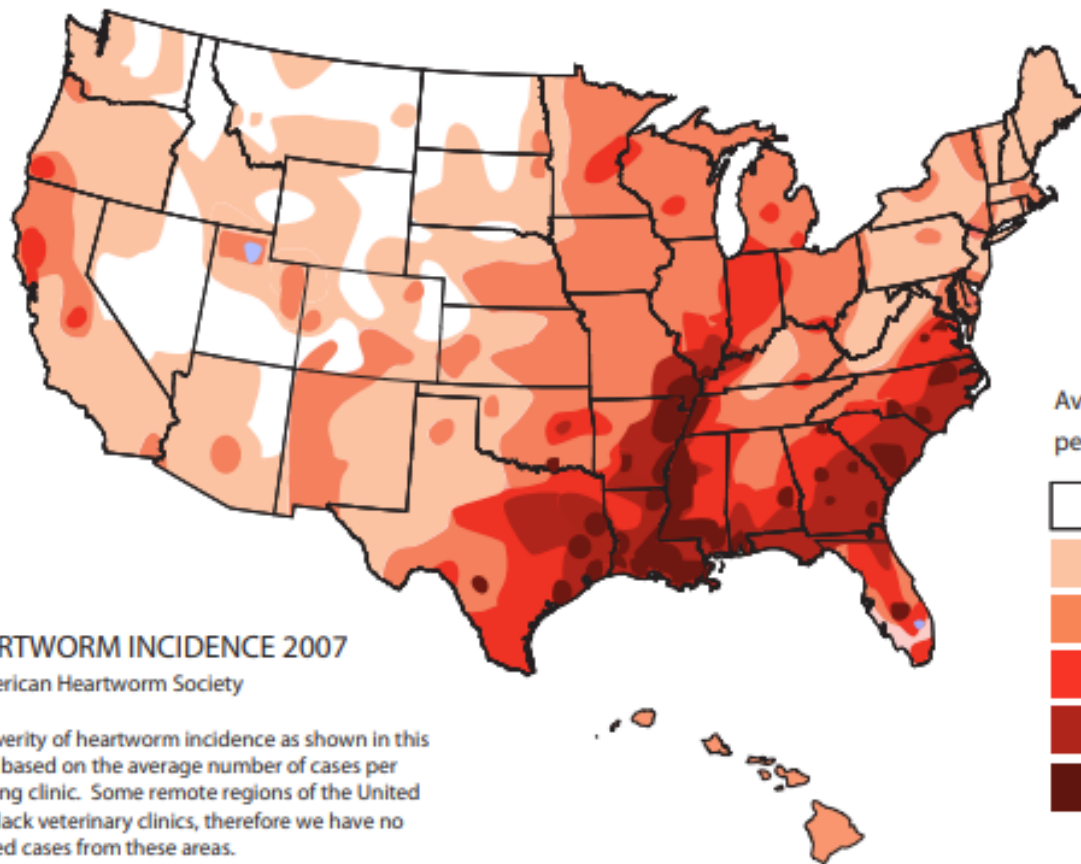 Av
pe
RTWORM INCIDENCE 2007
erican Heartworm Society
verity of heartworm incidence as shown in this
based on the average number of cases per
ng clinic. Some remote regions of the United
lack veterinary clinics, therefore we have no
ed cases from these areas.